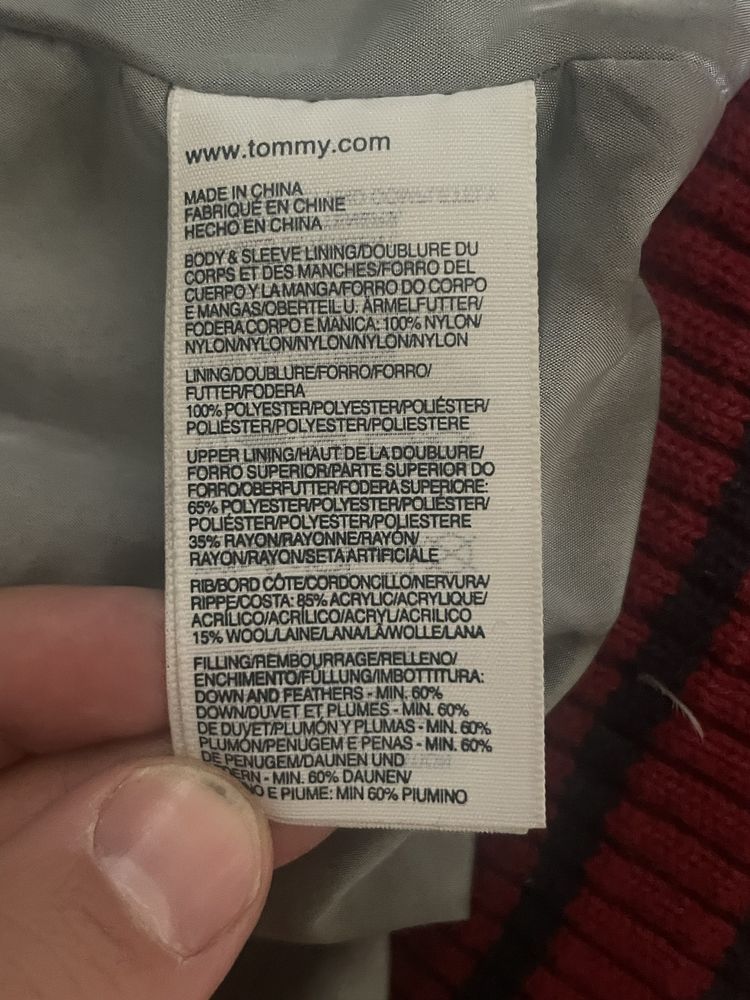 www.tommy.com
MADE IN CHINA
FABRIQUÉ EN CHINE
HECHO EN CHINA
BODY & SLEEVE LINING/DOUBLURE DU
CORPS ET DES MANCHES/FORRO DEL
CUERPO Y LA MANGA/FORRO DO CORPO
E MANGAS/OBERTEIL U. ÄRMELFUTTER/
FODERA CORPO E MANICA: 100% NYLON/
NYLON/NYLON/NYLON/NYLON/NYLON
LINING/DOUBLURE/FORRO/FORRO/
FUTTER/FODERA
100% POLYESTER/POLYESTER/POLIÉSTER/
POLIÉSTER/POLYESTER/POLIESTERE
UPPER LINING/HAUT DE LA DOUBLURE/
FORRO SUPERIOR/PARTE SUPERIOR DO
FORRO/OBERFUTTER/FODERA SUPERIORE:
65% POLYESTER/POLYESTER/POLIÉSTER/
POLIÉSTER/POLYESTER/POLIESTERE
35% RAYON/RAYONNE/RAYÓN/
RAYON/RAYON/SETA ARTIFICIALE
RIB/BORD CÔTE/CORDONCILLO/NERVURA/
RIPPE/COSTA: 85% ACRYLIC/ACRYLIQUE/
ACRÍLICO/ACRÍLICO/ACRYL/ACRILICO
15% WOOL/LAINE/LANA/LÃ/WOLLE/LANA
FILLING/REMBOURRAGE/RELLENO/
ENCHIMENTO/FÜLLUNG/IMBOTTITURA:
DOWN AND FEATHERS - MIN. 60%
DOWN/DUVET ET PLUMES - MIN. 60%
DE DUVET/PLUMÓN Y PLUMAS - MIN. 60%
PLUMÓN/PENUGEM E PENAS - MIN. 60%
DE PENUGEM/DAUNEN UND
DERN - MIN. 60% DAUNEN/
NO E PIUME: MIN 60% PIUMINO